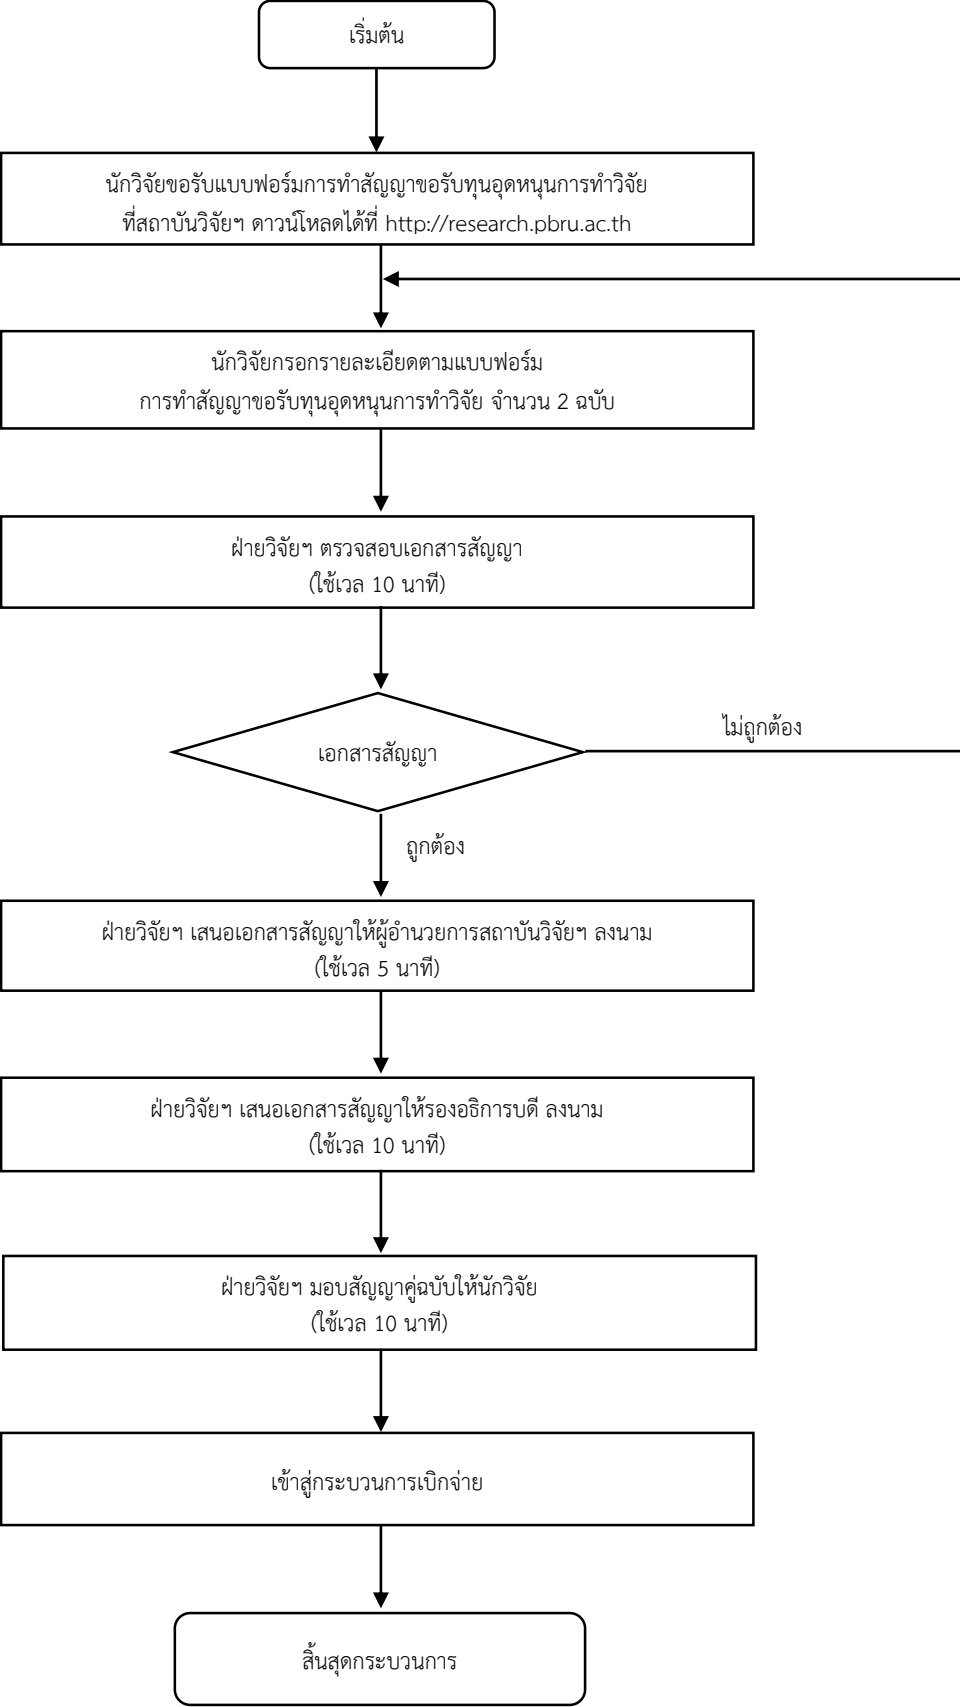 เริ่มต้น
นักวิจัยขอรับแบบฟอร์มการทำสัญญาขอรับทุนอุดหนุนการทำวิจัย
ที่สถาบันวิจัยฯ ดาวน์โหลดได้ที่ http://research.pbru.ac.th
นักวิจัยกรอกรายละเอียดตามแบบฟอร์ม
การทำสัญญาขอรับทุนอุดหนุนการทำวิจัย จำนวน 2 ฉบับ
ฝ่ายวิจัยฯ ตรวจสอบเอกสารสัญญา
(ใช้เวล 10 นาที)
ไม่ถูกต้อง
เอกสารสัญญา
ถูกต้อง
ฝ่ายวิจัยฯ เสนอเอกสารสัญญาให้ผู้อำนวยการสถาบันวิจัยฯ ลงนาม
(ใช้เวล 5 นาที)
ฝ่ายวิจัยฯ เสนอเอกสารสัญญาให้รองอธิการบดี ลงนาม
(ใช้เวล 10 นาที)
ฝ่ายวิจัยฯ มอบสัญญาคู่ฉบับให้นักวิจัย
(ใช้เวล 10 นาที)
เข้าสู่กระบวนการเบิกจ่าย
สิ้นสุดกระบวนการ